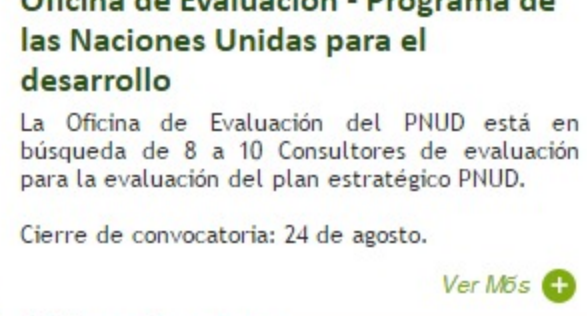 Oficina de Evaluación - Programa de
las Naciones Unidas para el
desarrollo
La Oficina de Evaluación del PNUD está en
búsqueda de 8 a 10 Consultores de evaluación
para la evaluación del plan estratégico PNUD.
Cierre de convocatoria: 24 de agosto.
Ver Mős +